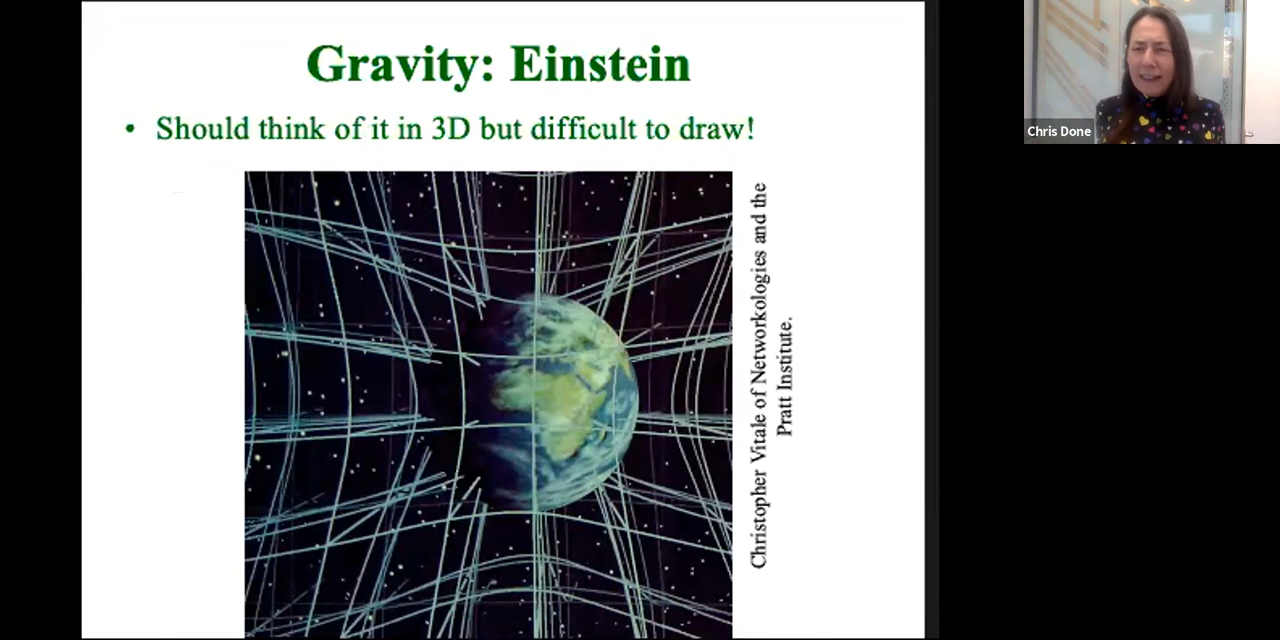 Gravity: Einstein
• Should think of it in 3D but difficult to draw!
Christopher Vitale of Networkologies and the
Pratt Institute.
Chris Done